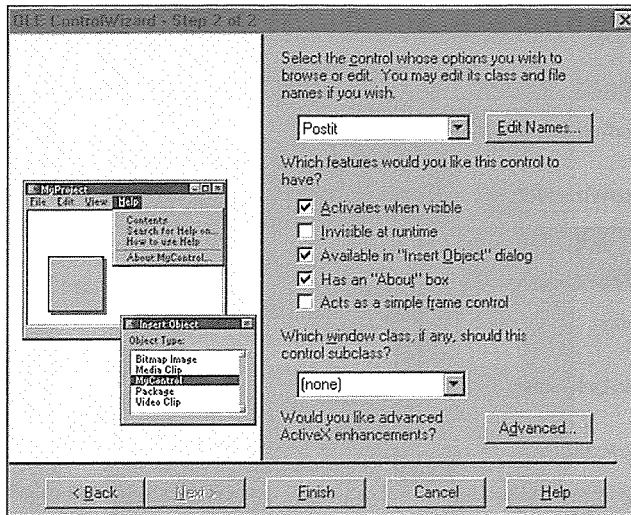 OLE ControlWizard - Step 2 of 2
Select the control whose options you wish to
browse or edit. You may edit its class and file
names if you wish.
Postit
Edit Names...
Which features would you like this control to
have?
Activates when visible
Invisible at runtime
Available in "Insert Object" dialog
Has an "About" box
Acts as a simple frame control
Which window class, if any, should this
control subclass?
(none)
Would you like advanced
ActiveX enhancements?
Advanced...
MyProject
File Edit View Help
Contents
Search for Help on...
How to use Help
About MyControl...
Insert Object
Object Type:
Bitmap Image
Media Clip
MyControl
Package
Video Clip
< Back
Next >
Finish
Cancel
Help